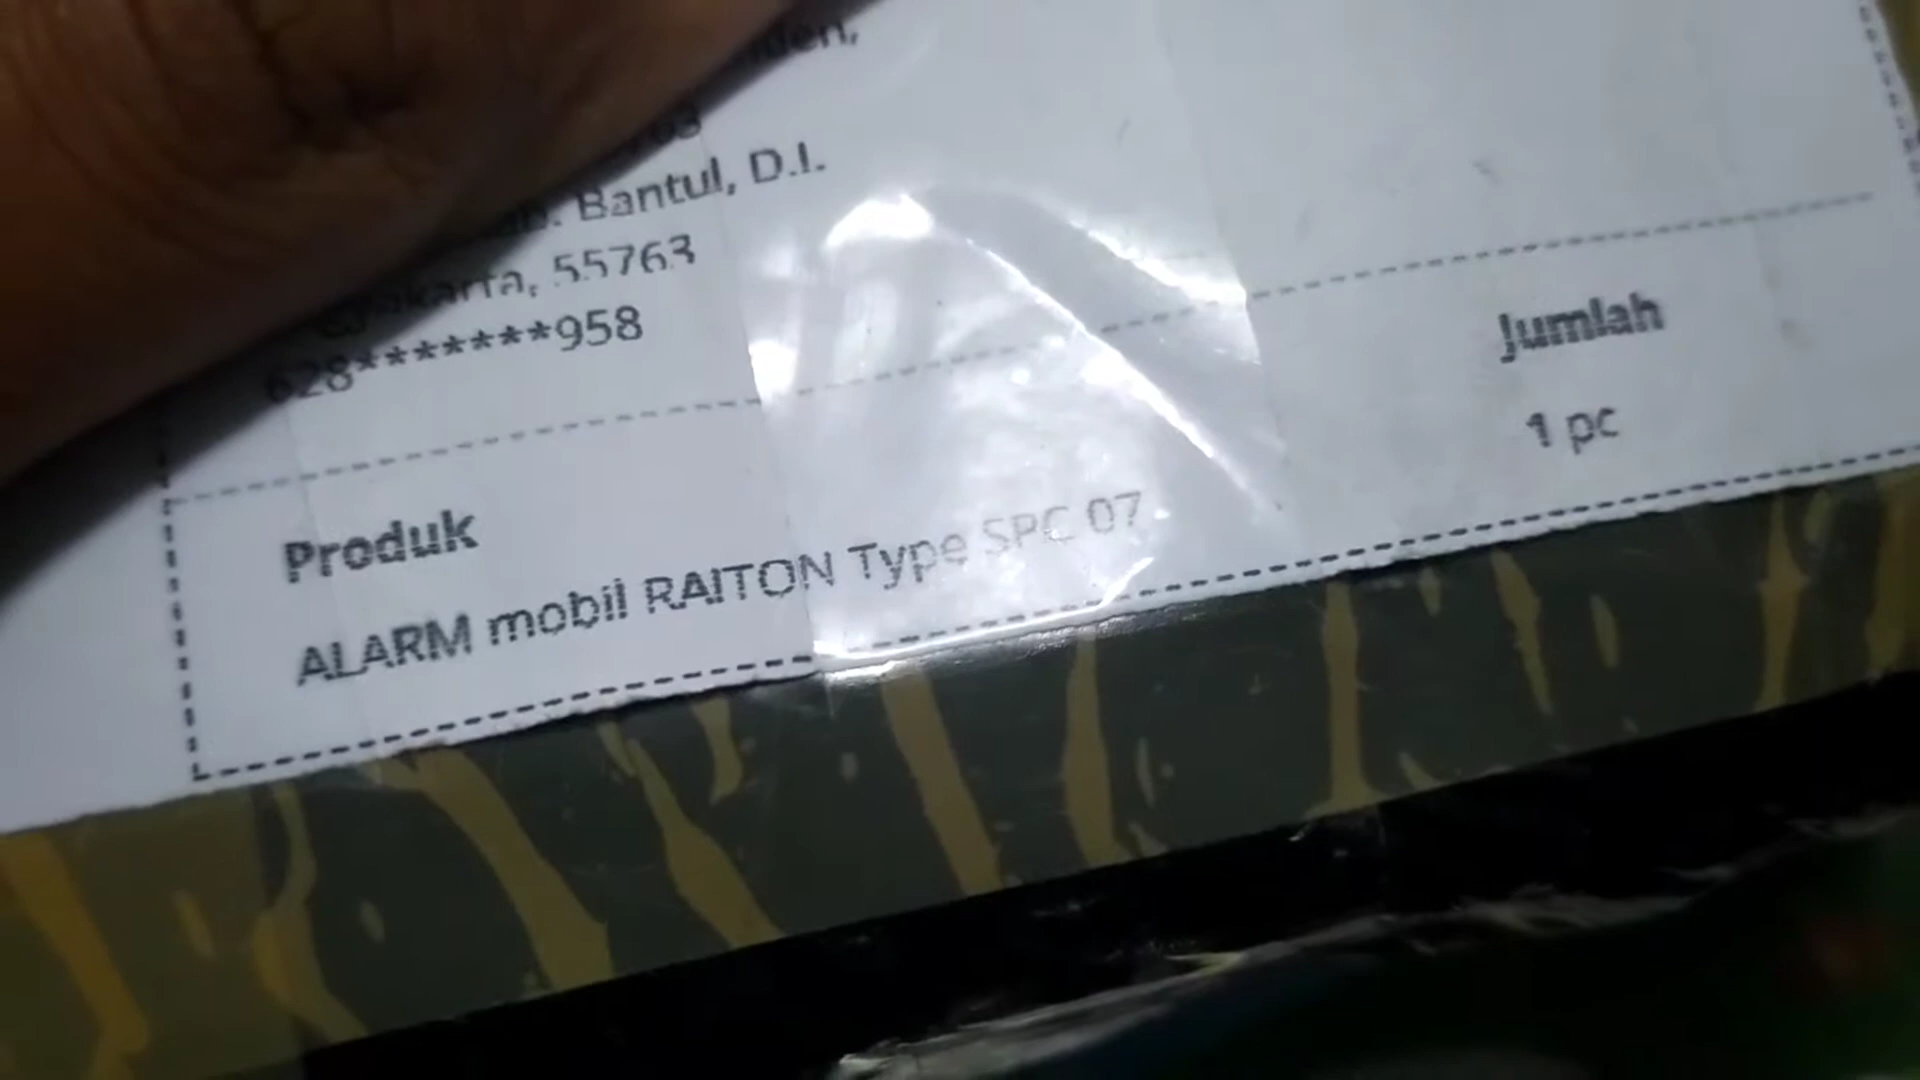 Bantul, D.I.
55763
628*******958
Produk
Jumlah
ALARM mobil RAITON Type SPC 07
1 pc